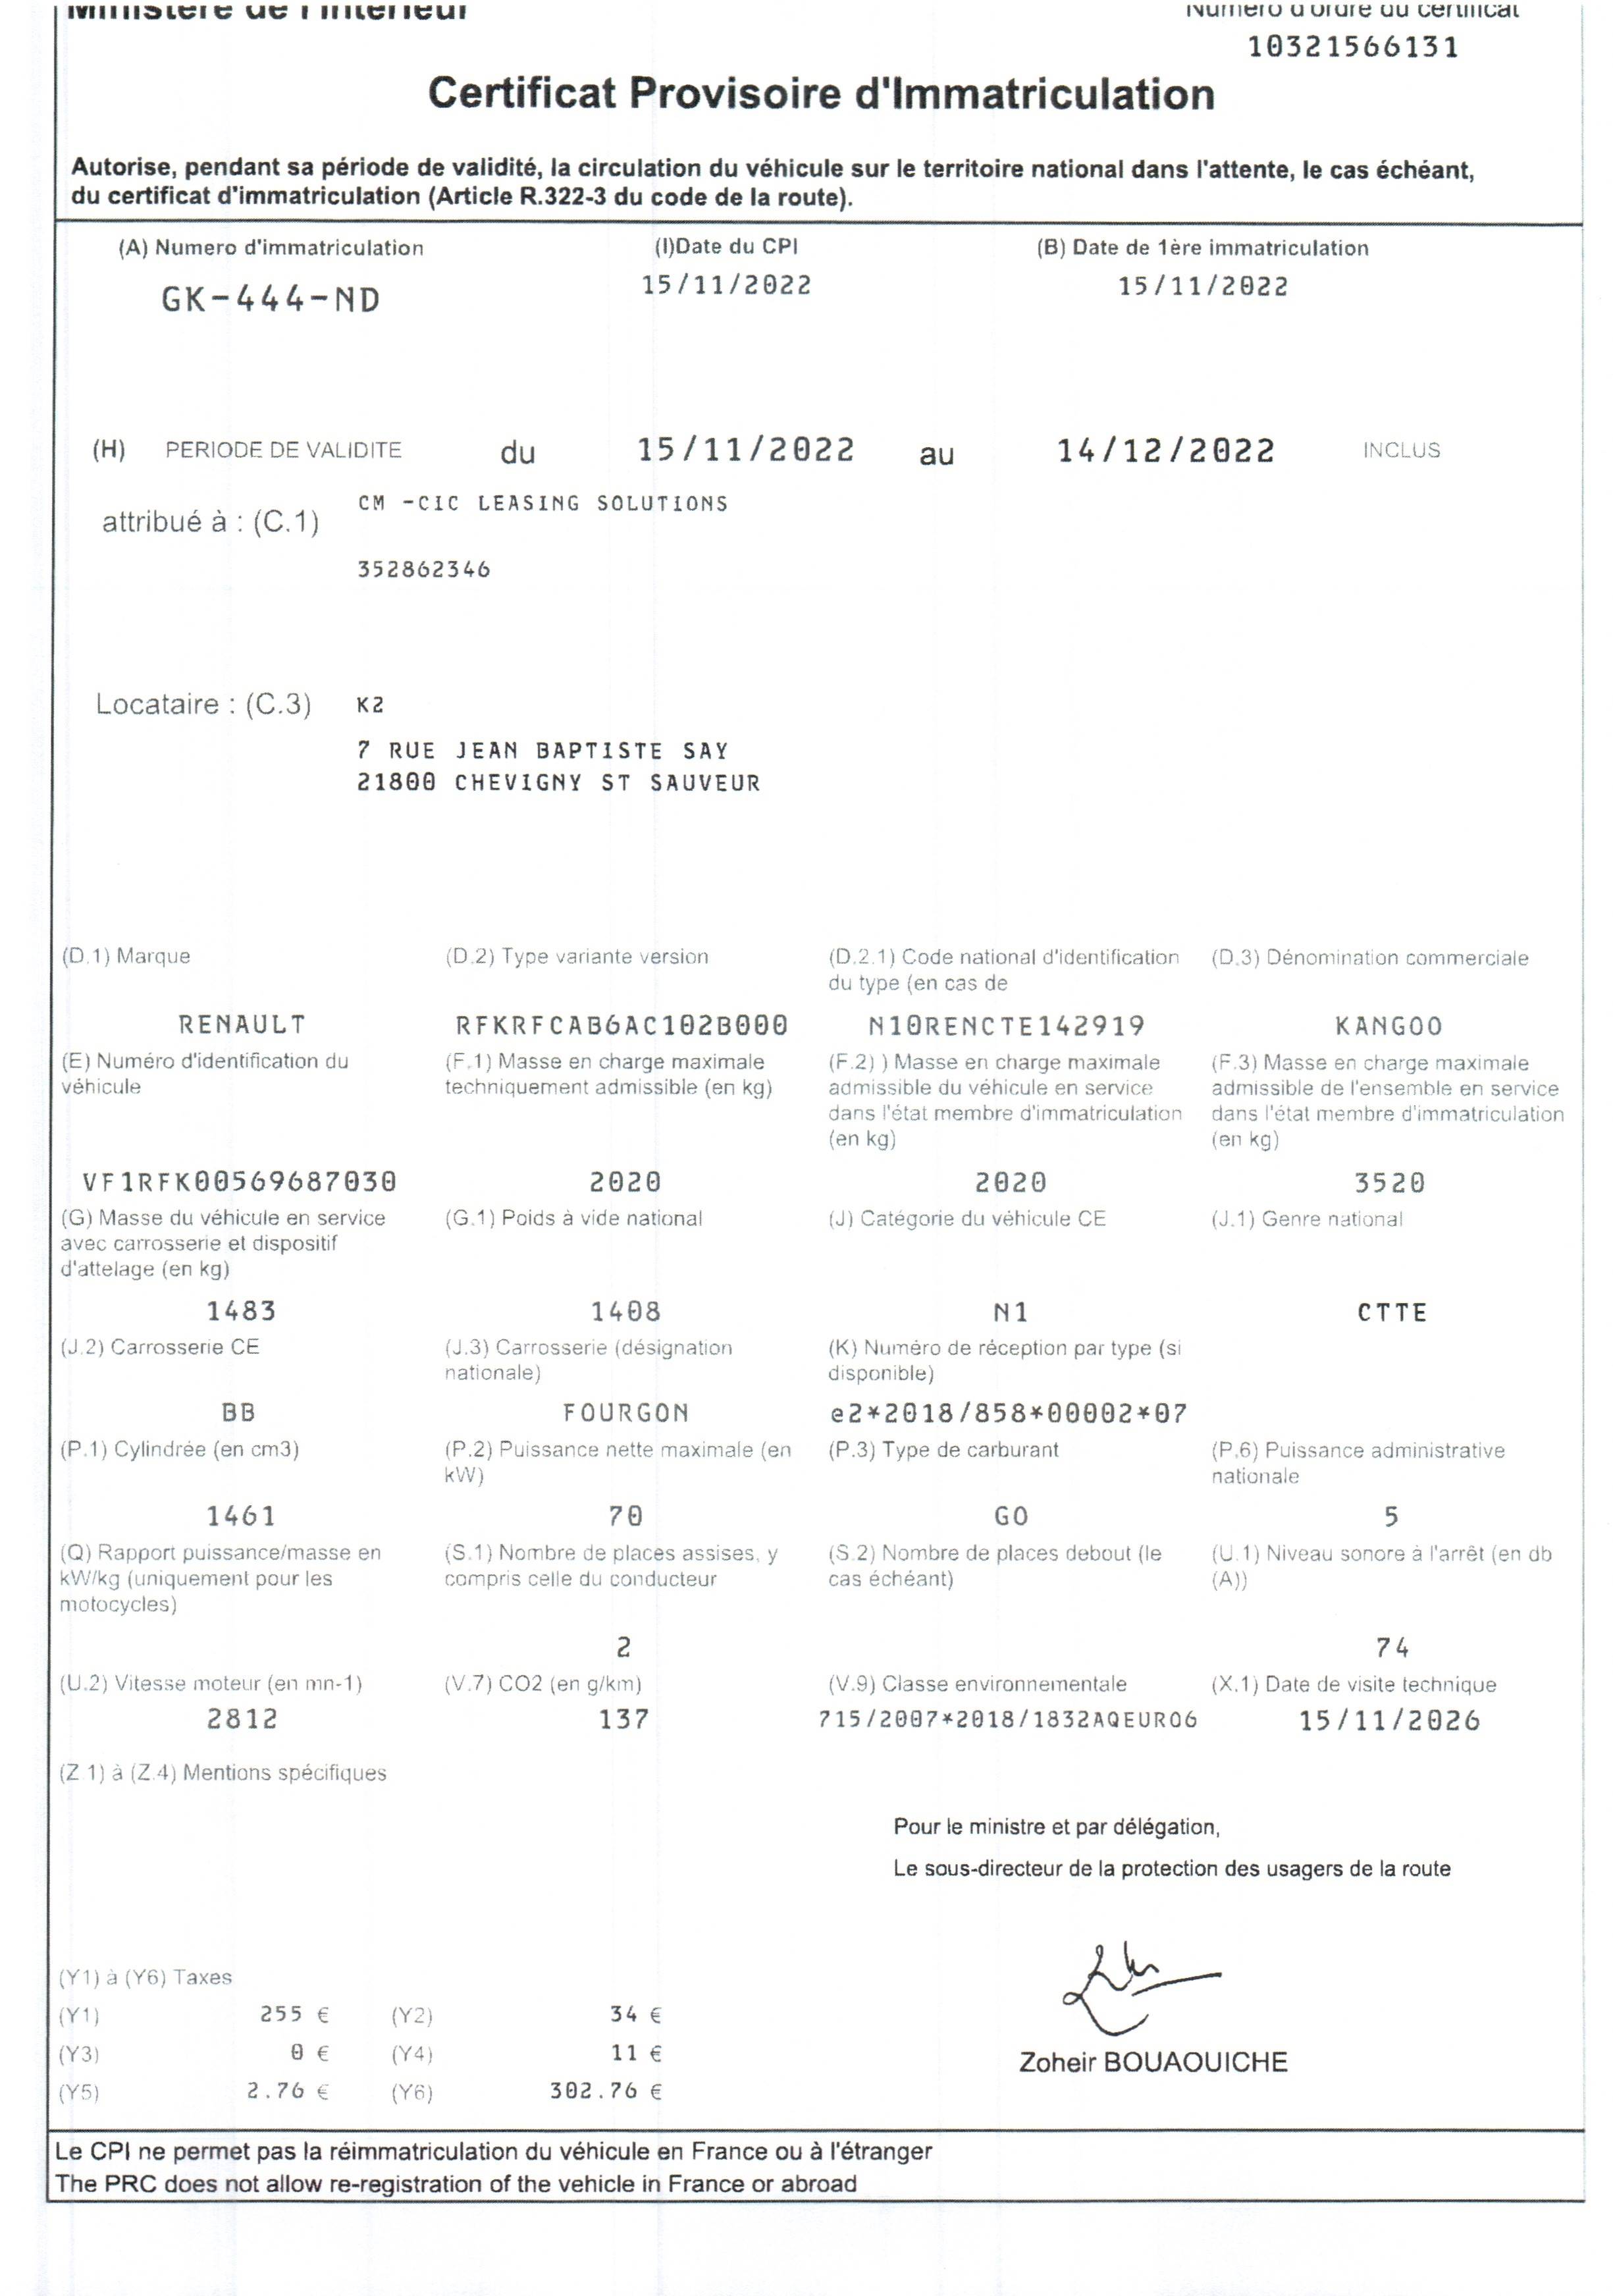 Ministère de l'Intérieur
Numéro d'ordre du certificat
10321566131
Certificat Provisoire d'Immatriculation
Autorise, pendant sa période de validité, la circulation du véhicule sur le territoire national dans l'attente, le cas échéant,
du certificat d'immatriculation (Article R.322-3 du code de la route).
(A) Numero d'immatriculation
(I)Date du CPI
(B) Date de 1ère immatriculation
GK-444-ND
15/11/2022
15/11/2022
(H) PERIODE DE VALIDITE du 15/11/2022 au 14/12/2022 INCLUS
attribué à : (C.1)
CM -CIC LEASING SOLUTIONS
352862346
Locataire : (C.3) K2
7 RUE JEAN BAPTISTE SAY
21800 CHEVIGNY ST SAUVEUR
(D.1) Marque
(D.2) Type variante version
(D.2.1) Code national d'identification
du type (en cas de
(D.3) Dénomination commerciale
RENAULT
RFKRFCAB6AC102B000
N10RENCTE142919
KANGOO
(E) Numéro d'identification du
véhicule
(F.1) Masse en charge maximale
techniquement admissible (en kg)
(F.2) ) Masse en charge maximale
admissible du véhicule en service
dans l'état membre d'immatriculation
(en kg)
(F.3) Masse en charge maximale
admissible de l'ensemble en service
dans l'état membre d'immatriculation
(en kg)
VF1RFK00569687030
2020
2020
3520
(G) Masse du véhicule en service
avec carrosserie et dispositif
d'attelage (en kg)
(G.1) Poids à vide national
(J) Catégorie du véhicule CE
(J.1) Genre national
1483
1408
N1
CTTE
(J.2) Carrosserie CE
(J.3) Carrosserie (désignation
nationale)
(K) Numéro de réception par type (si
disponible)
BB
FOURGON
e2*2018/858*00002*07
(P.1) Cylindrée (en cm3)
(P.2) Puissance nette maximale (en
kW)
(P.3) Type de carburant
(P.6) Puissance administrative
nationale
1461
70
GO
5
(Q) Rapport puissance/masse en
kW/kg (uniquement pour les
motocycles)
(S.1) Nombre de places assises, y
compris celle du conducteur
(S.2) Nombre de places debout (le
cas échéant)
(U.1) Niveau sonore à l'arrêt (en db
(A))
2
74
(U.2) Vitesse moteur (en mn-1)
(V.7) CO2 (en g/km)
(V.9) Classe environnementale
(X.1) Date de visite technique
2812
137
715/2007*2018/1832AQEURO6
15/11/2026
(Z.1) à (Z.4) Mentions spécifiques
Pour le ministre et par délégation,
Le sous-directeur de la protection des usagers de la route
Zoheir BOUAOUICHE
(Y1) à (Y6) Taxes
(Y1) 255 € (Y2) 34 €
(Y3) 0 € (Y4) 11 €
(Y5) 2.76 € (Y6) 302.76 €
Le CPI ne permet pas la réimmatriculation du véhicule en France ou à l'étranger
The PRC does not allow re-registration of the vehicle in France or abroad